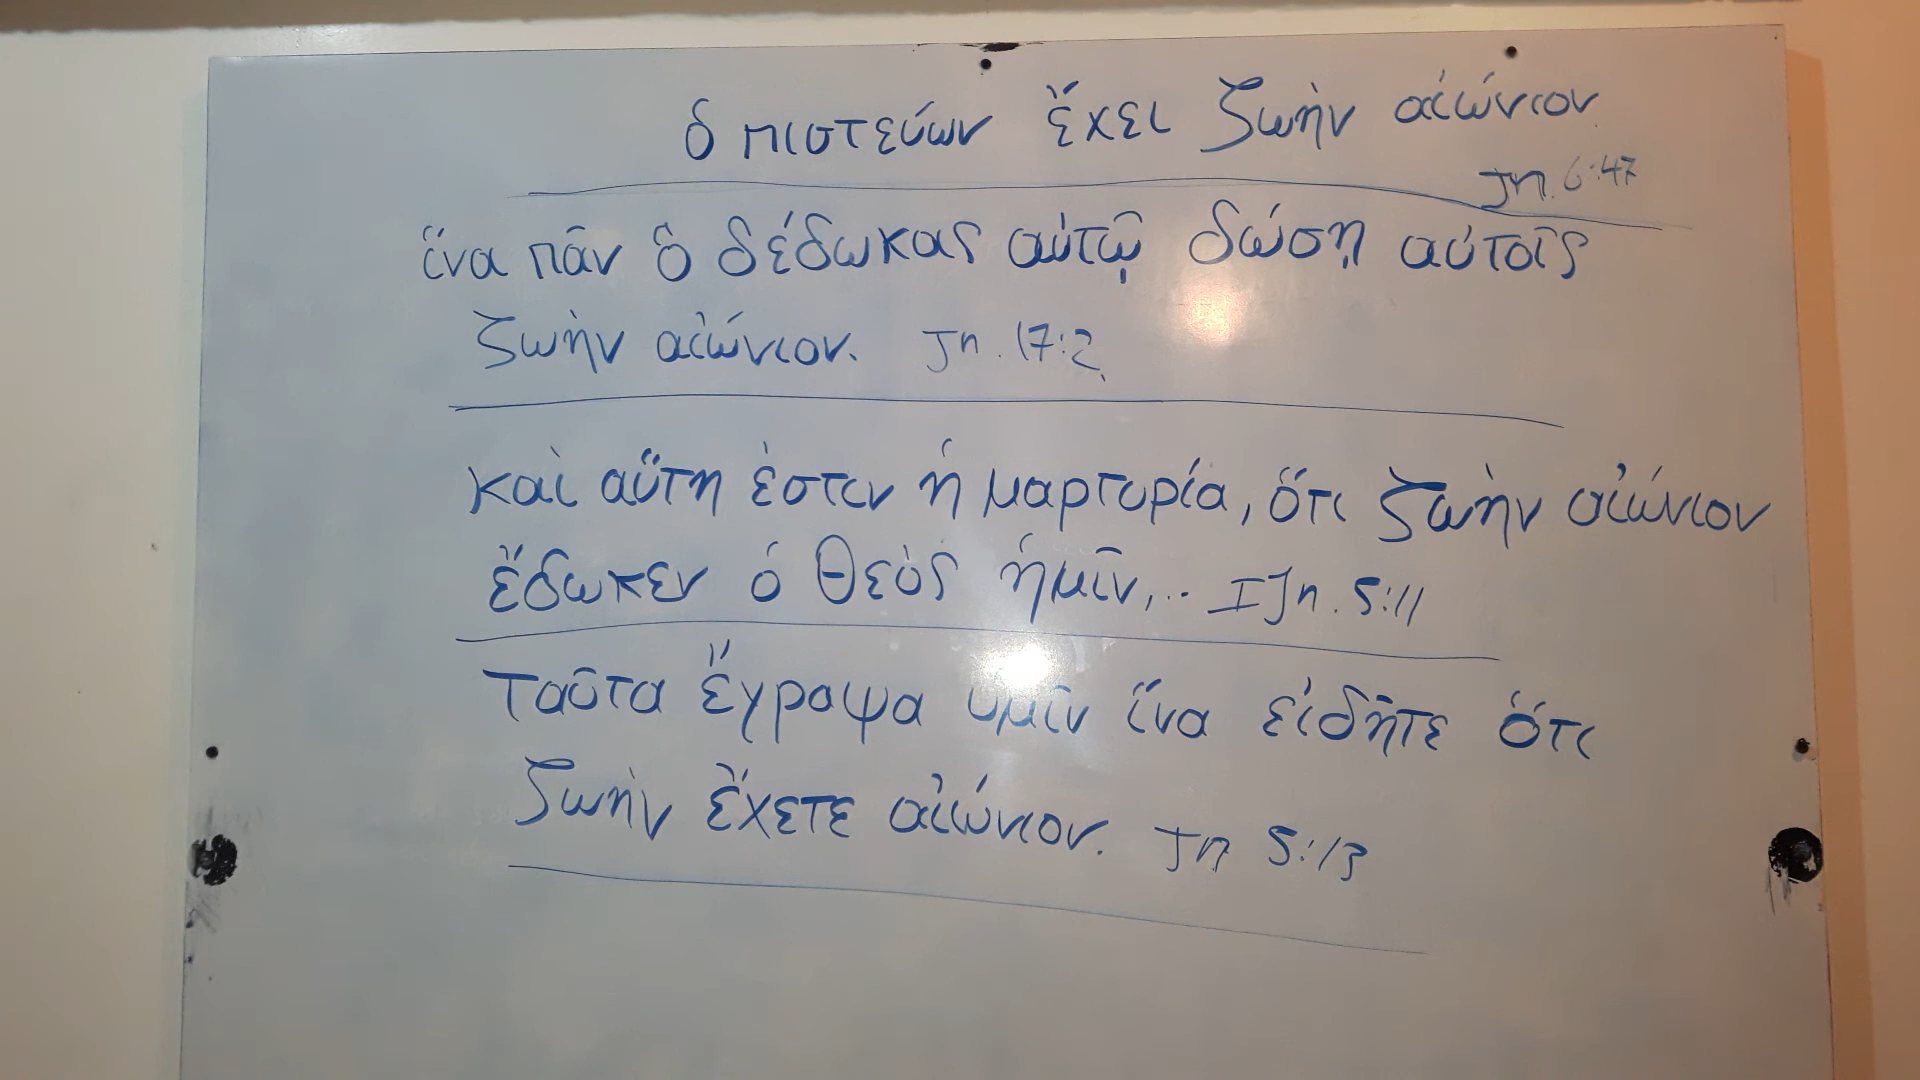 ὁ πιστεύων ἔχει ζωὴν αἰώνιον.
Jn. 6:47
ἵνα πᾶν ὃ δέδωκας αὐτῷ δώσῃ αὐτοῖς
ζωὴν αἰώνιον. Jn. 17:2
καὶ αὕτη ἐστιν ἡ μαρτυρία, ὅτι ζωὴν αἰώνιον
ἔδωκεν ὁ Θεὸς ἡμῖν,.. I Jn. 5:11
Ταῦτα ἔγραψα ὑμῖν ἵνα εἰδῆτε ὅτι
ζωὴν ἔχετε αἰώνιον. Jn 5:13